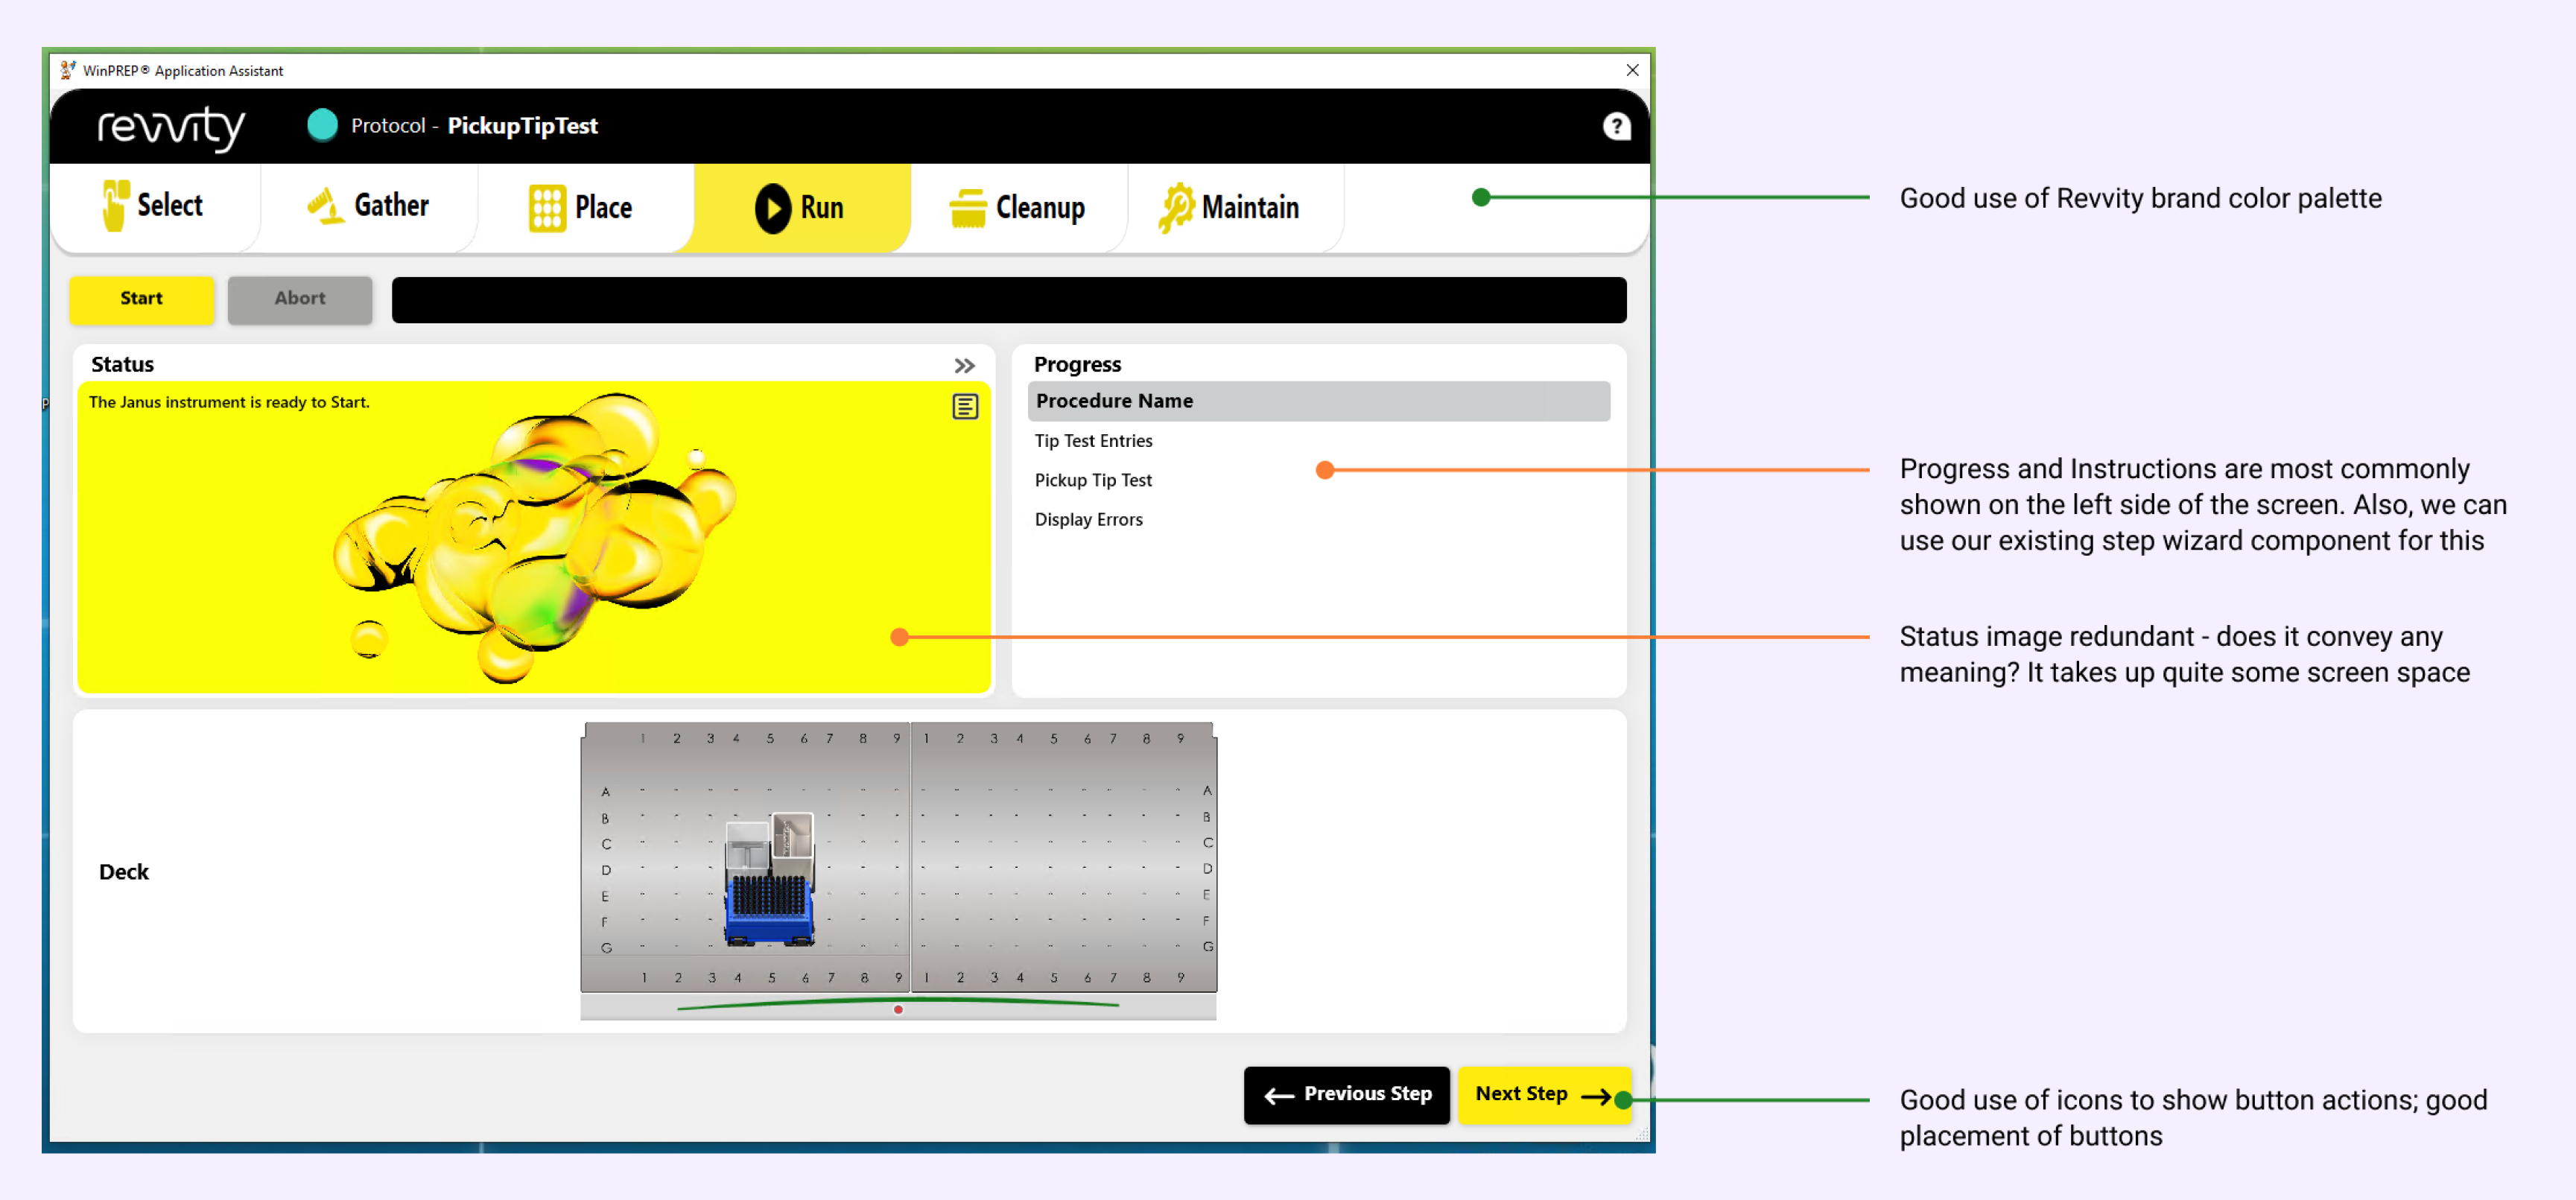 WinPREP® Application Assistant
revvity
Protocol - PickupTipTest
?
Select
Gather
Place
Run
Cleanup
Maintain
Good use of Revvity brand color palette
Start
Abort
Status
The Janus instrument is ready to Start.
Progress
Procedure Name
Tip Test Entries
Pickup Tip Test
Display Errors
Progress and Instructions are most commonly
shown on the left side of the screen. Also, we can
use our existing step wizard component for this
Status image redundant - does it convey any
meaning? It takes up quite some screen space
Deck
1 2 3 4 5 6 7 8 9 1 2 3 4 5 6 7 8 9
A A
B B
C C
D D
E E
F F
G G
1 2 3 4 5 6 7 8 9 1 2 3 4 5 6 7 8 9
Previous Step
Next Step
Good use of icons to show button actions; good
placement of buttons